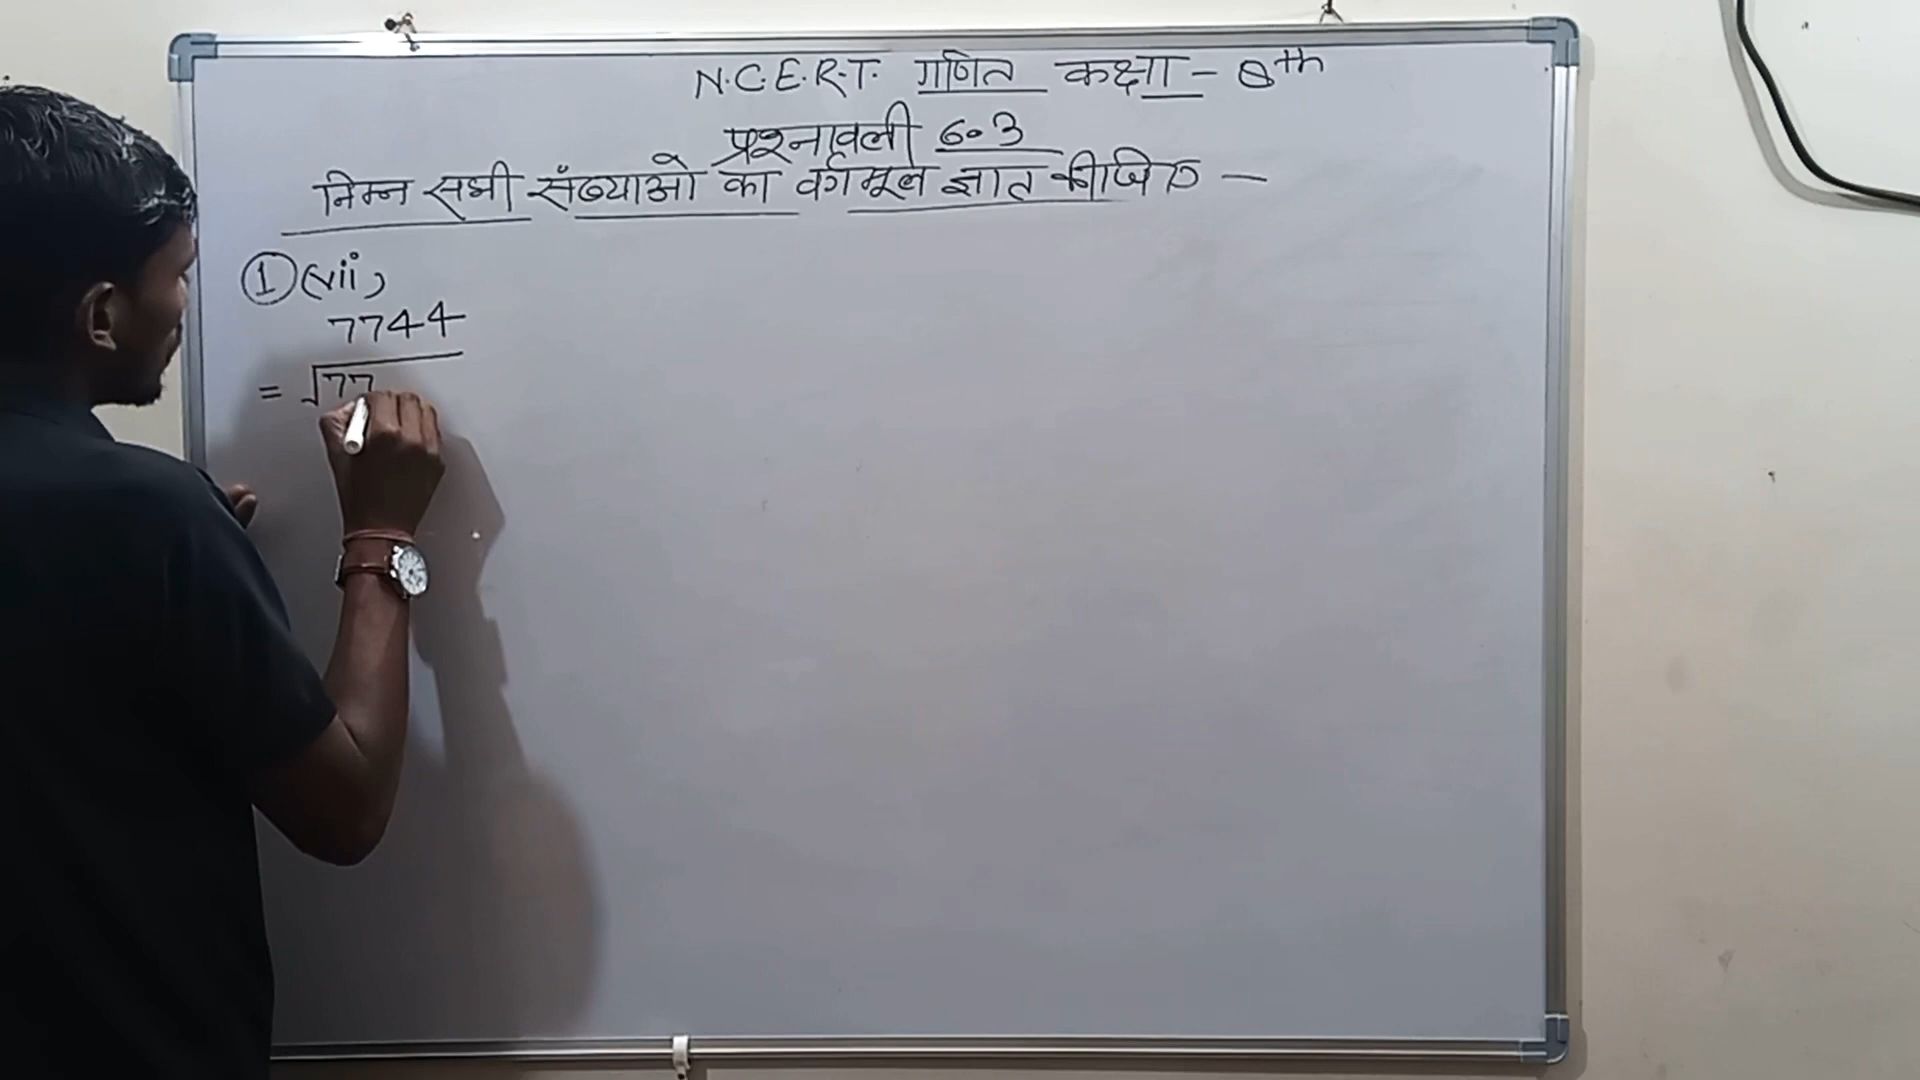 N.C.E.R.T. गणित कक्षा - 8th
प्रश्नावली 6.3
निम्न सभी संख्याओ का वर्गमूल ज्ञात कीजिए -
1 (vii)
7744
= √77